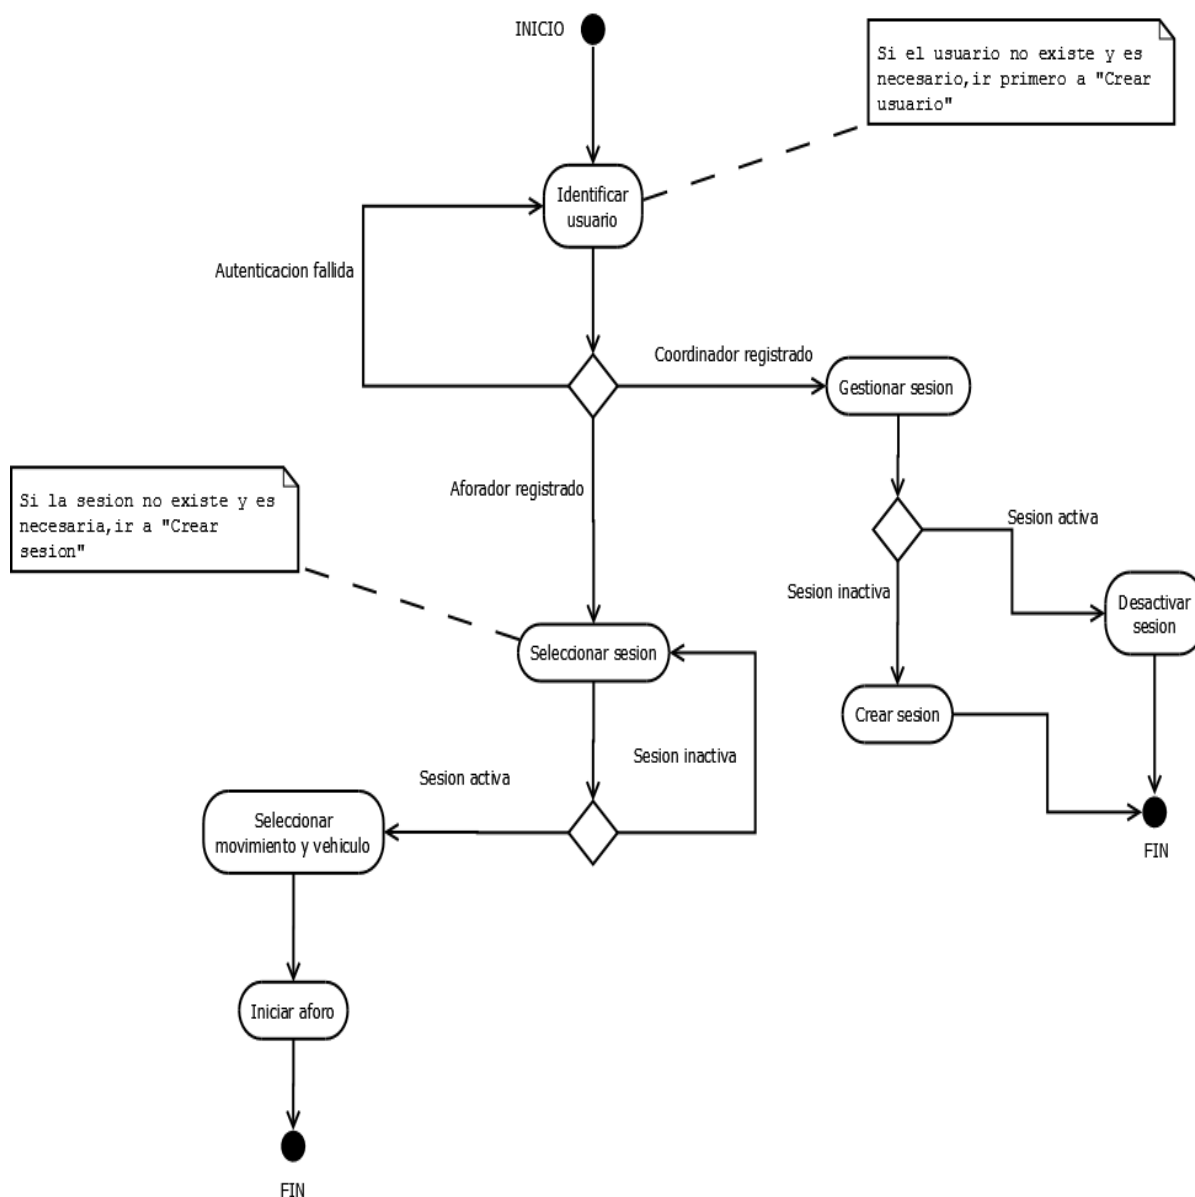 INICIO
Si el usuario no existe y es
necesario,ir primero a "Crear
usuario"
Identificar
usuario
Autenticacion fallida
Coordinador registrado
Gestionar sesion
Aforador registrado
Si la sesion no existe y es
necesaria,ir a "Crear
sesion"
Sesion activa
Sesion inactiva
Desactivar
sesion
Seleccionar sesion
Crear sesion
Sesion inactiva
Sesion activa
Seleccionar
movimiento y vehiculo
FIN
Iniciar aforo
FIN